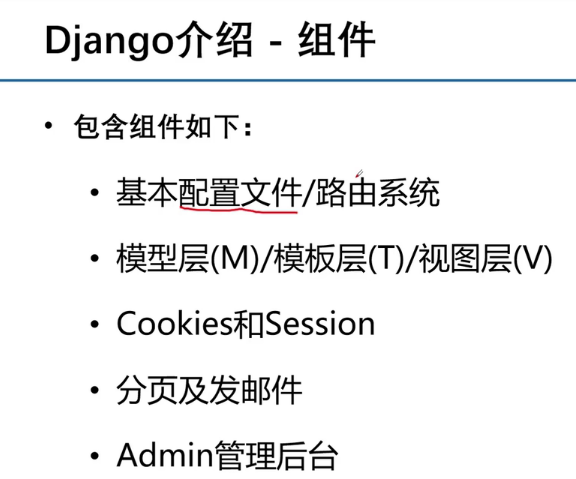 Django介绍 - 组件
• 包含组件如下：
• 基本配置文件/路由系统
• 模型层(M)/模板层(T)/视图层(V)
• Cookies和Session
• 分页及发邮件
• Admin管理后台